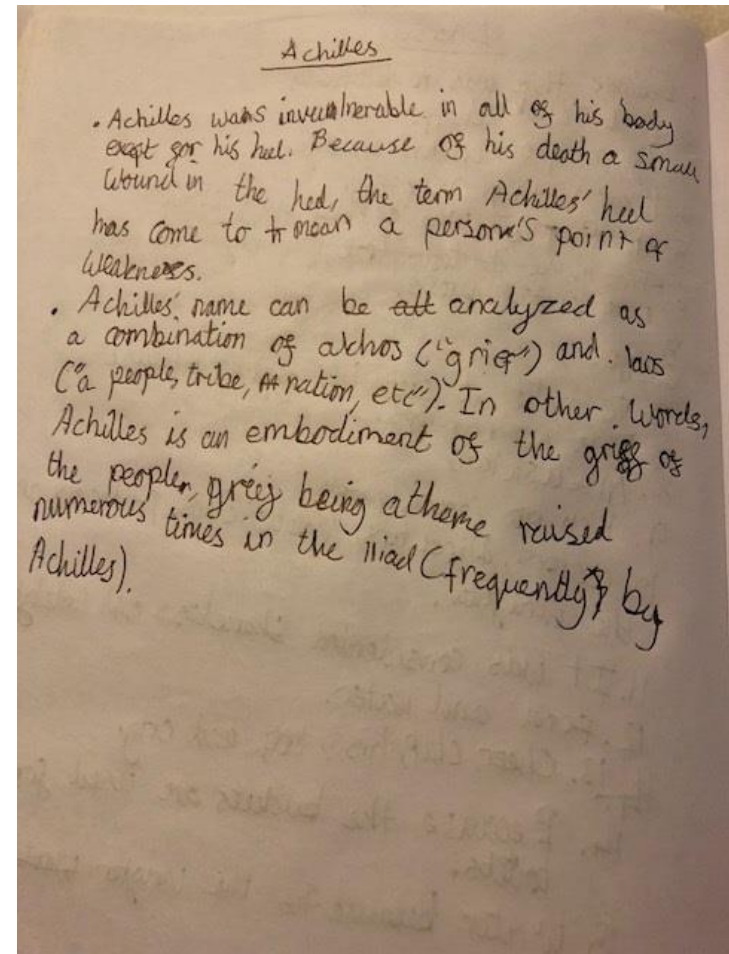 Achilles
• Achilles was invulnerable in all of his body
exept for his heel. Because of his death a small
wound in the heel, the term Achilles' heel
has come to mean a person's point of
weakness.
• Achilles' name can be analyzed as
a combination of akhos ("grief") and laos
("a people, tribe, nation, etc"). In other words,
Achilles is an embodiment of the grief of
the people, grief being a theme raised
numerous times in the Iliad (frequently by
Achilles).